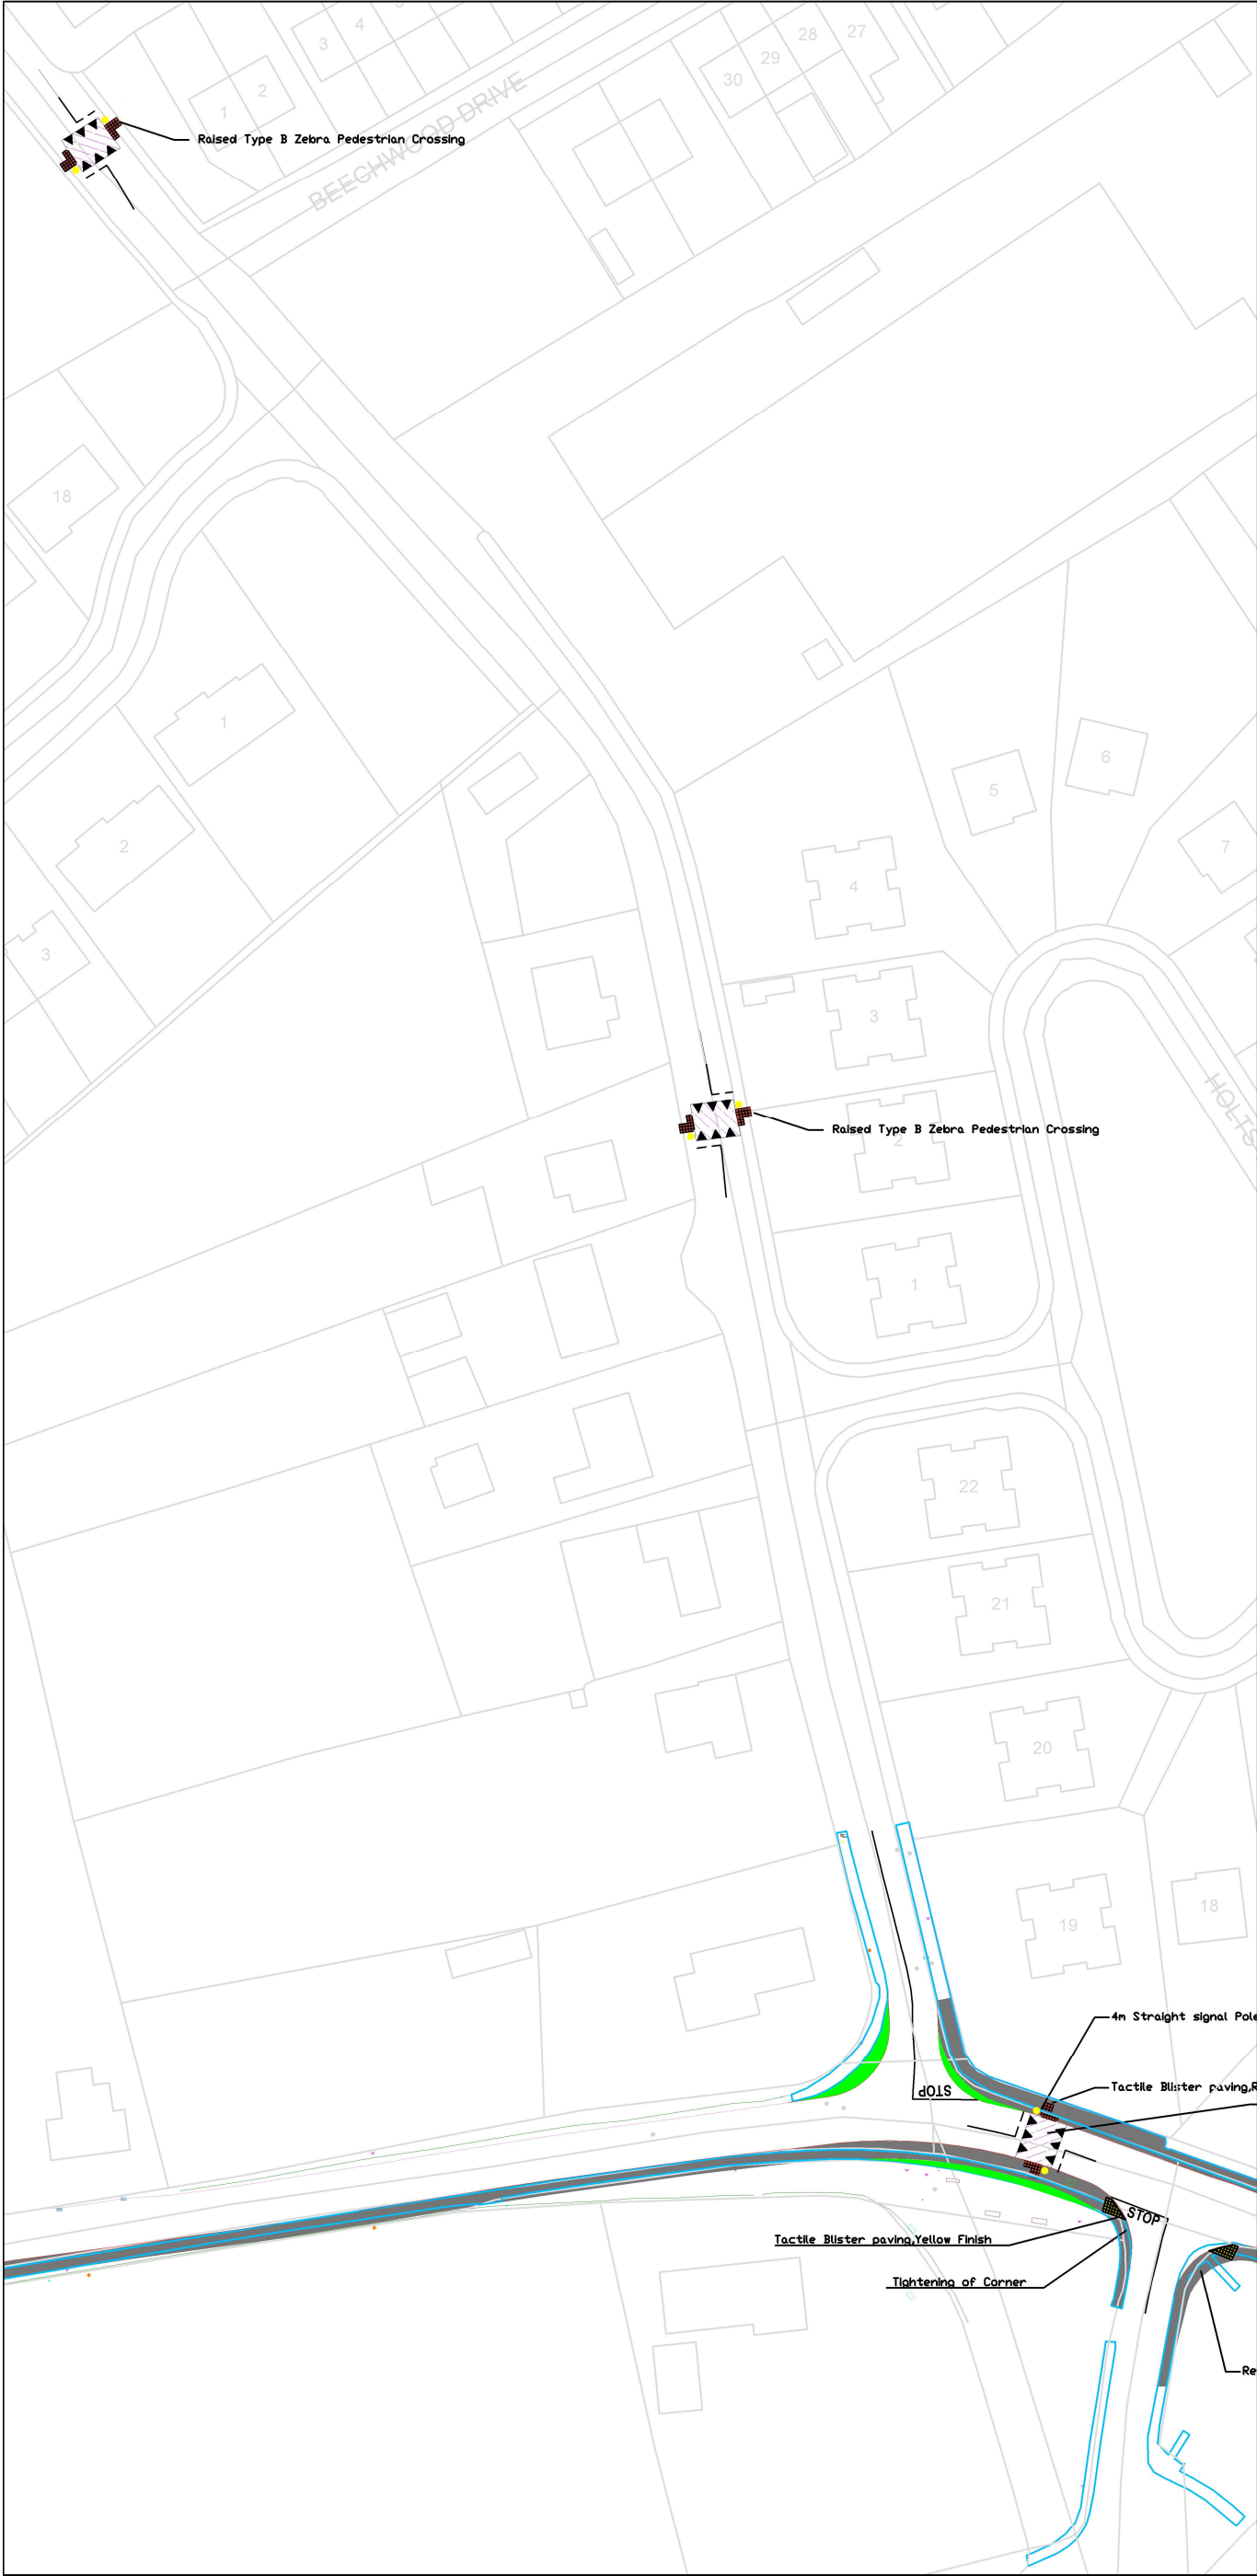 3
4
1
2
30
29
28
27
BEECHWOOD DRIVE
Raised Type B Zebra Pedestrian Crossing
18
1
2
3
5
6
7
4
3
HOLTS
Raised Type B Zebra Pedestrian Crossing
2
1
22
21
20
19
18
4m Straight signal Pole
STOP
Tactile Blister paving,R
STOP
Tactile Blister paving,Yellow Finish
Tightening of Corner
Re